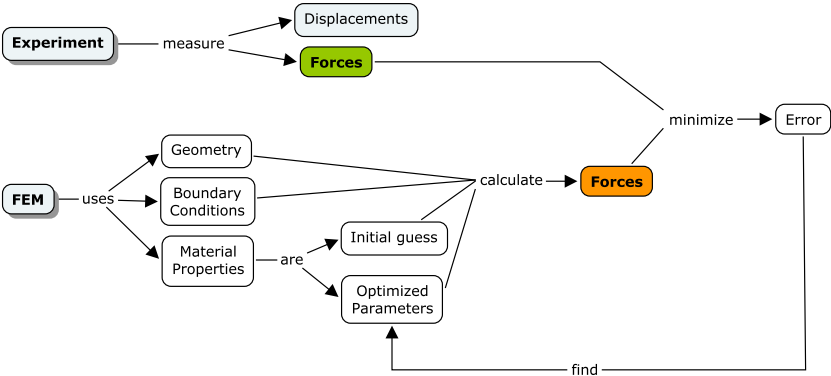 Displacements
Experiment
measure
Forces
minimize
Error
Geometry
calculate
Forces
FEM
uses
Boundary
Conditions
Initial guess
Material
Properties
are
Optimized
Parameters
find